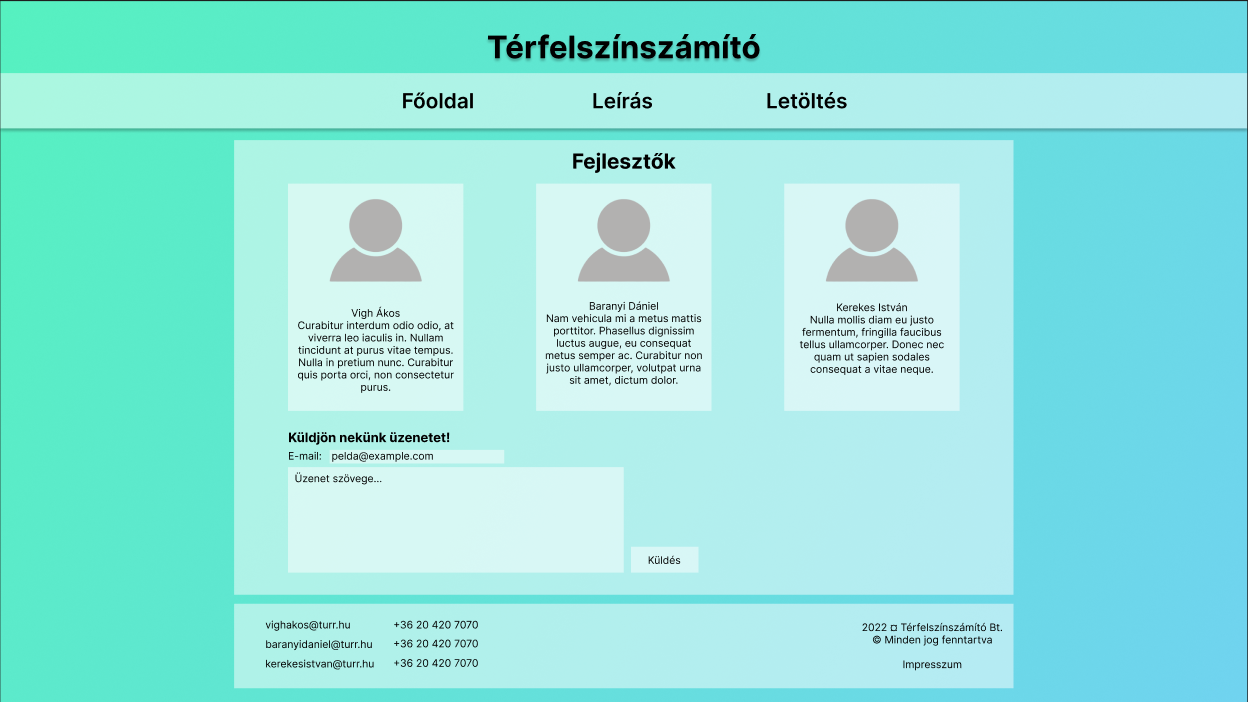 Térfelszínszámító
Főoldal
Leírás
Letöltés
Fejlesztők
Vigh Ákos
Curabitur interdum odio odio, at
viverra leo iaculis in. Nullam
tincidunt at purus vitae tempus.
Nulla in pretium nunc. Curabitur
quis porta orci, non consectetur
purus.
Baranyi Dániel
Nam vehicula mi a metus mattis
porttitor. Phasellus dignissim
luctus augue, eu consequat
metus semper ac. Curabitur non
justo ullamcorper, volutpat urna
sit amet, dictum dolor.
Kerekes István
Nulla mollis diam eu justo
fermentum, fringilla faucibus
tellus ullamcorper. Donec nec
quam ut sapien sodales
consequat a vitae neque.
Küldjön nekünk üzenetet!
E-mail: pelda@example.com
Üzenet szövege...
Küldés
vighakos@turr.hu +36 20 420 7070
baranyidaniel@turr.hu +36 20 420 7070
kerekesistvan@turr.hu +36 20 420 7070
2022 ¤ Térfelszínszámító Bt.
© Minden jog fenntartva
Impresszum